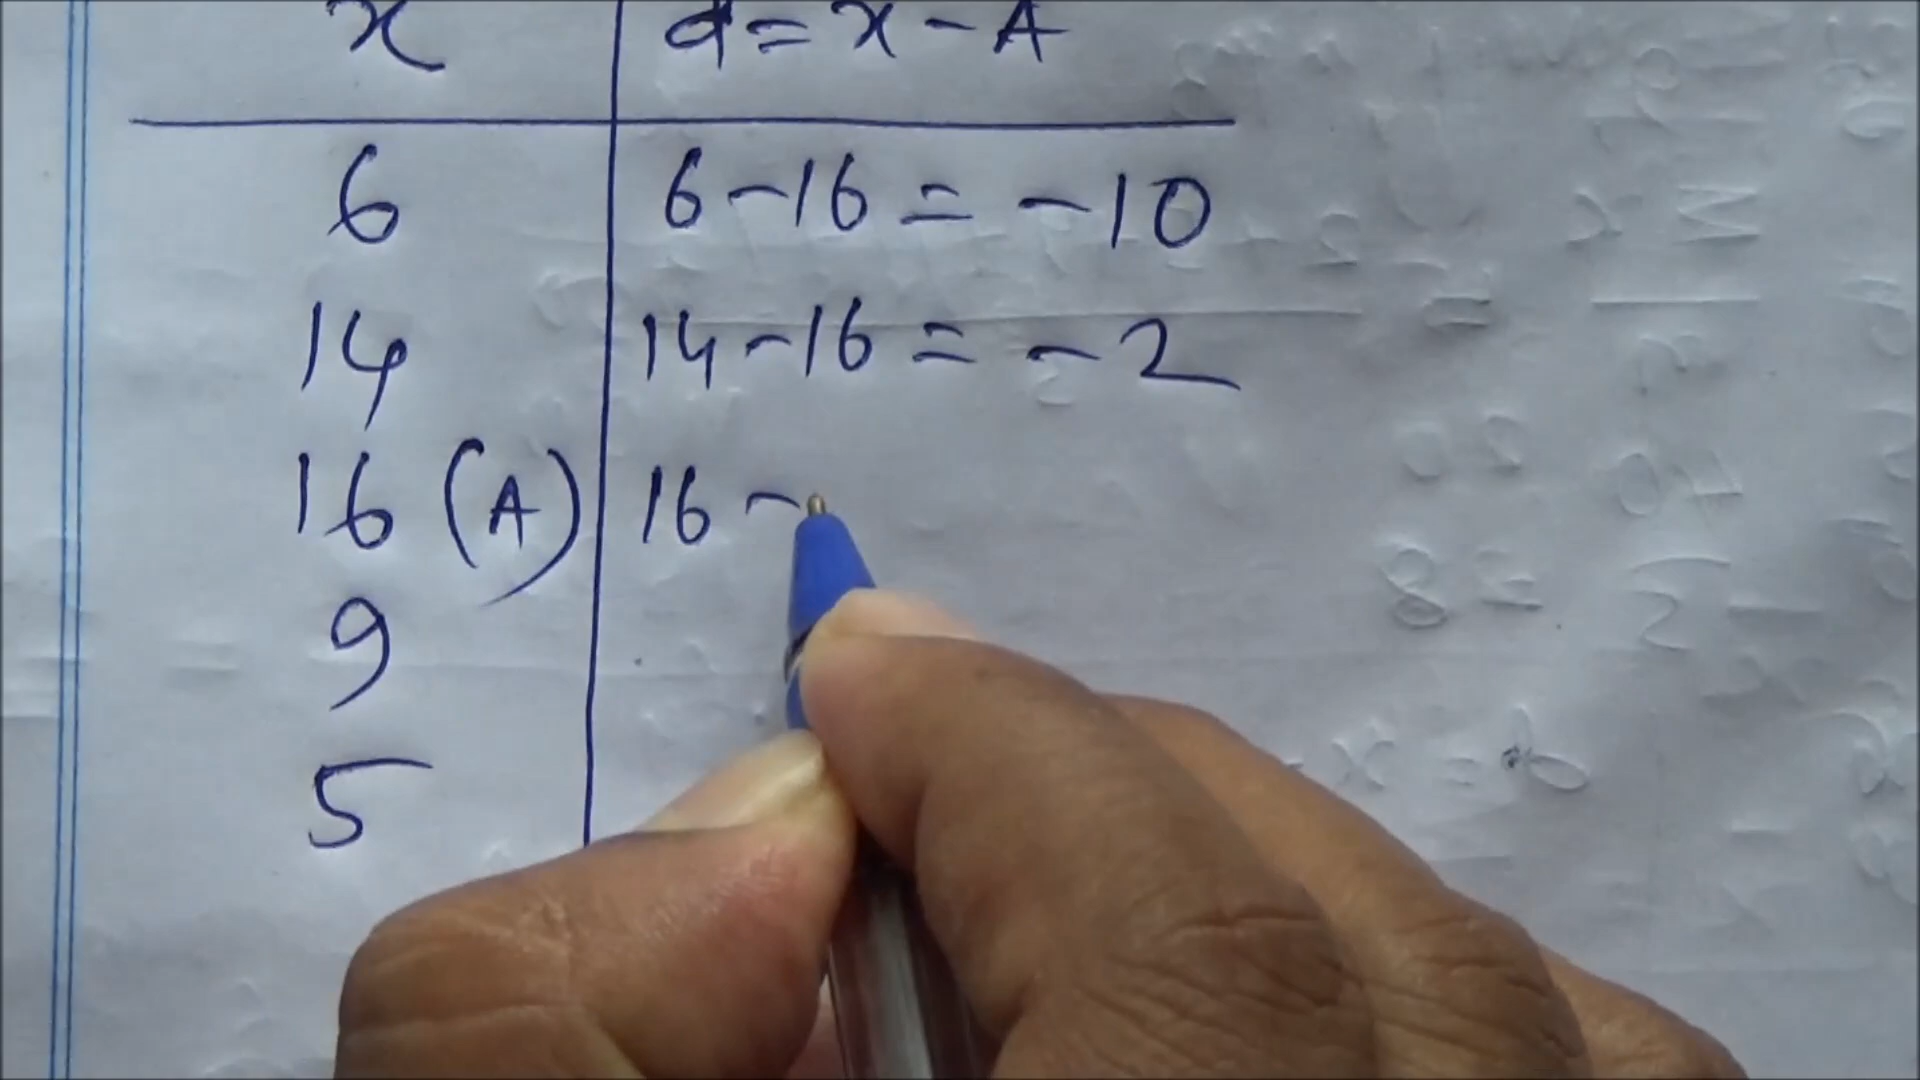 x d = x - A
6 6 - 16 = - 10
14 14 - 16 = - 2
16 (A) 16 -
9
5